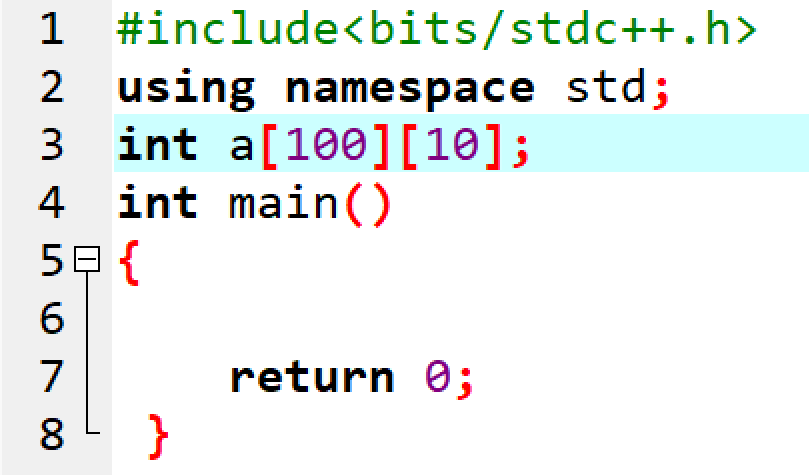 1 #include<bits/stdc++.h>
2 using namespace std;
3 int a[100][10];
4 int main()
5 {
6
7     return 0;
8  }